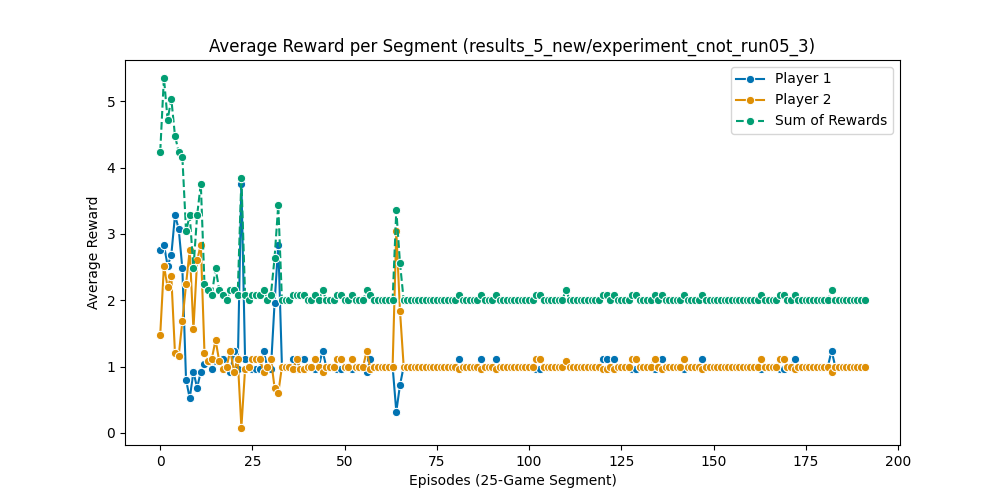 Average Reward per Segment (results_5_new/experiment_cnot_run05_3)
Player 1
Player 2
Sum of Rewards
Average Reward
5
4
3
2
1
0
0
25
50
75
100
125
150
175
200
Episodes (25-Game Segment)